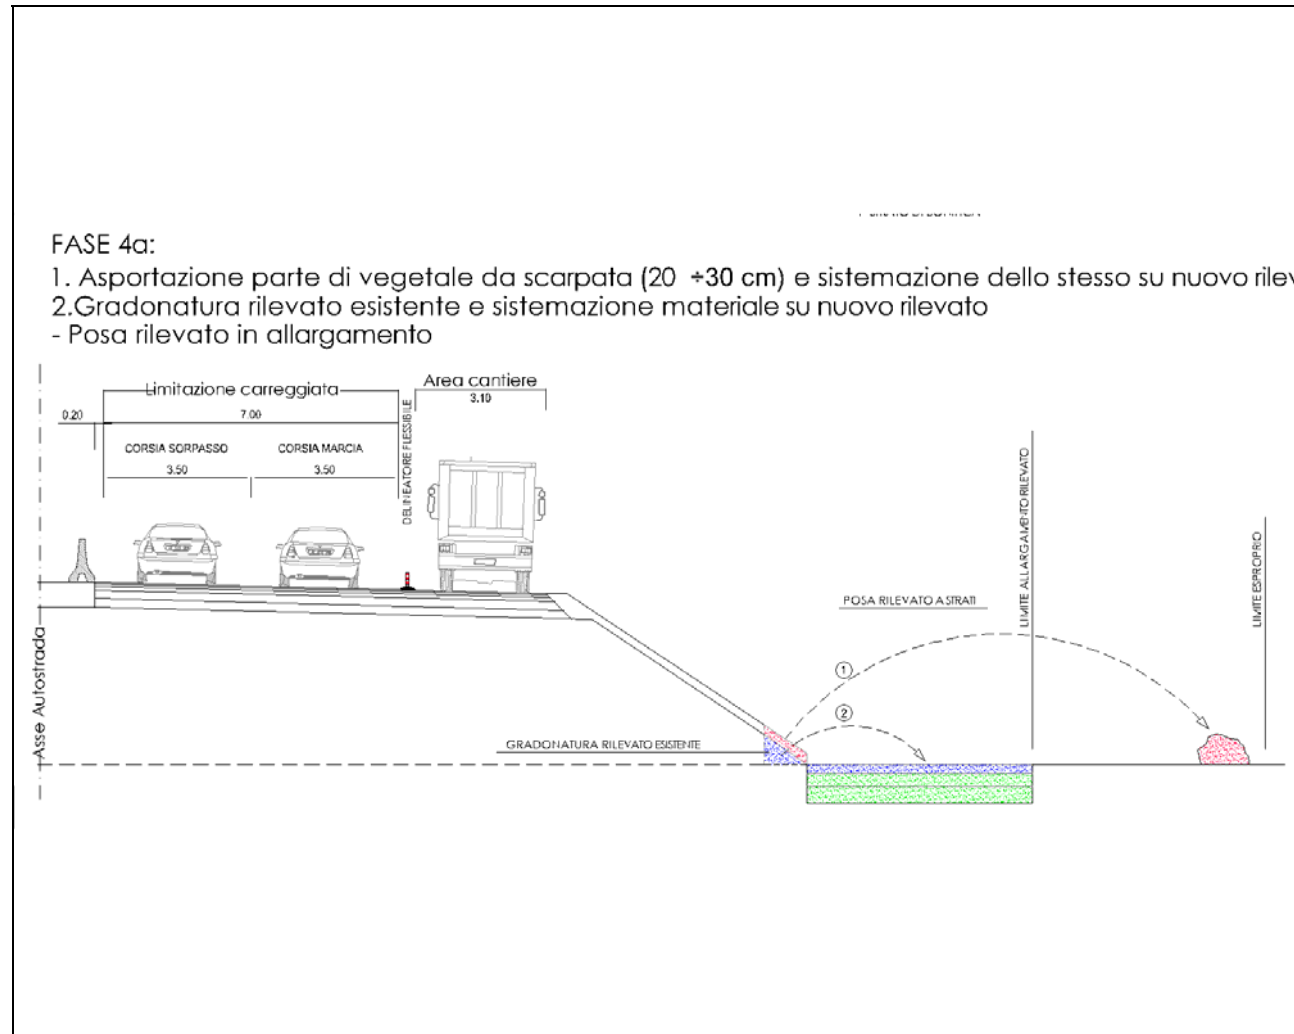 FASE 4a:
1. Asportazione parte di vegetale da scarpata (20 ÷30 cm) e sistemazione dello stesso su nuovo rilev
2.Gradonatura rilevato esistente e sistemazione materiale su nuovo rilevato
- Posa rilevato in allargamento
Limitazione carreggiata
Area cantiere
0.20
7.00
3.10
CORSIA SORPASSO
CORSIA MARCIA
3.50
3.50
DELINEATORE FLESSIBILE
LIMITE ALLARGAMENTO RILEVATO
LIMITE ESPROPRIO
POSA RILEVATO A STRATI
1
2
GRADONATURA RILEVATO ESISTENTE
Asse Autostrada